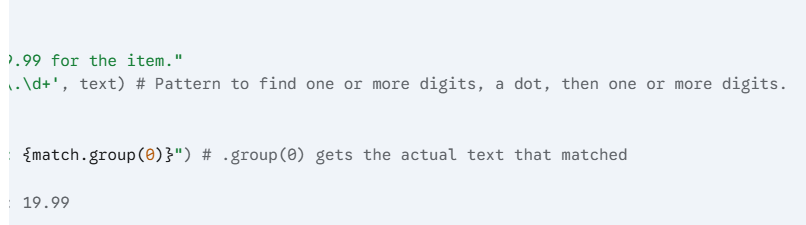 .99 for the item."
\.\d+', text) # Pattern to find one or more digits, a dot, then one or more digits.
: {match.group(0)}") # .group(0) gets the actual text that matched
: 19.99